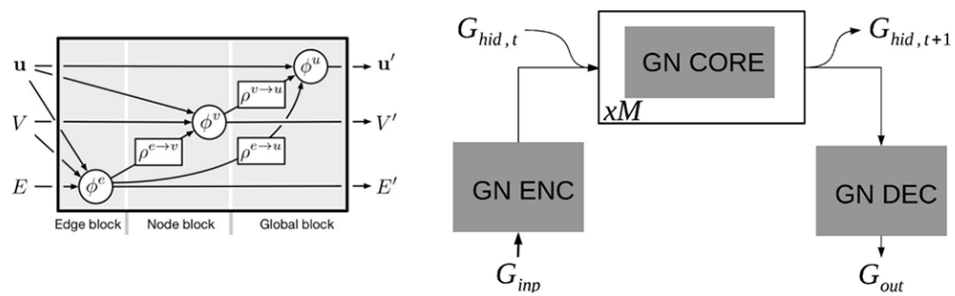 u
V
E
ϕ^e
ρ^{e→v}
ϕ^v
ρ^{v→u}
ρ^{e→u}
ϕ^u
u′
V′
E′
Edge block
Node block
Global block
G_{hid,t}
GN CORE
xM
G_{hid,t+1}
GN ENC
GN DEC
G_{inp}
G_{out}